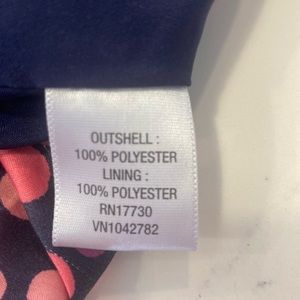 OUTSHELL :
100% POLYESTER
LINING :
100% POLYESTER
RN17730
VN1042782